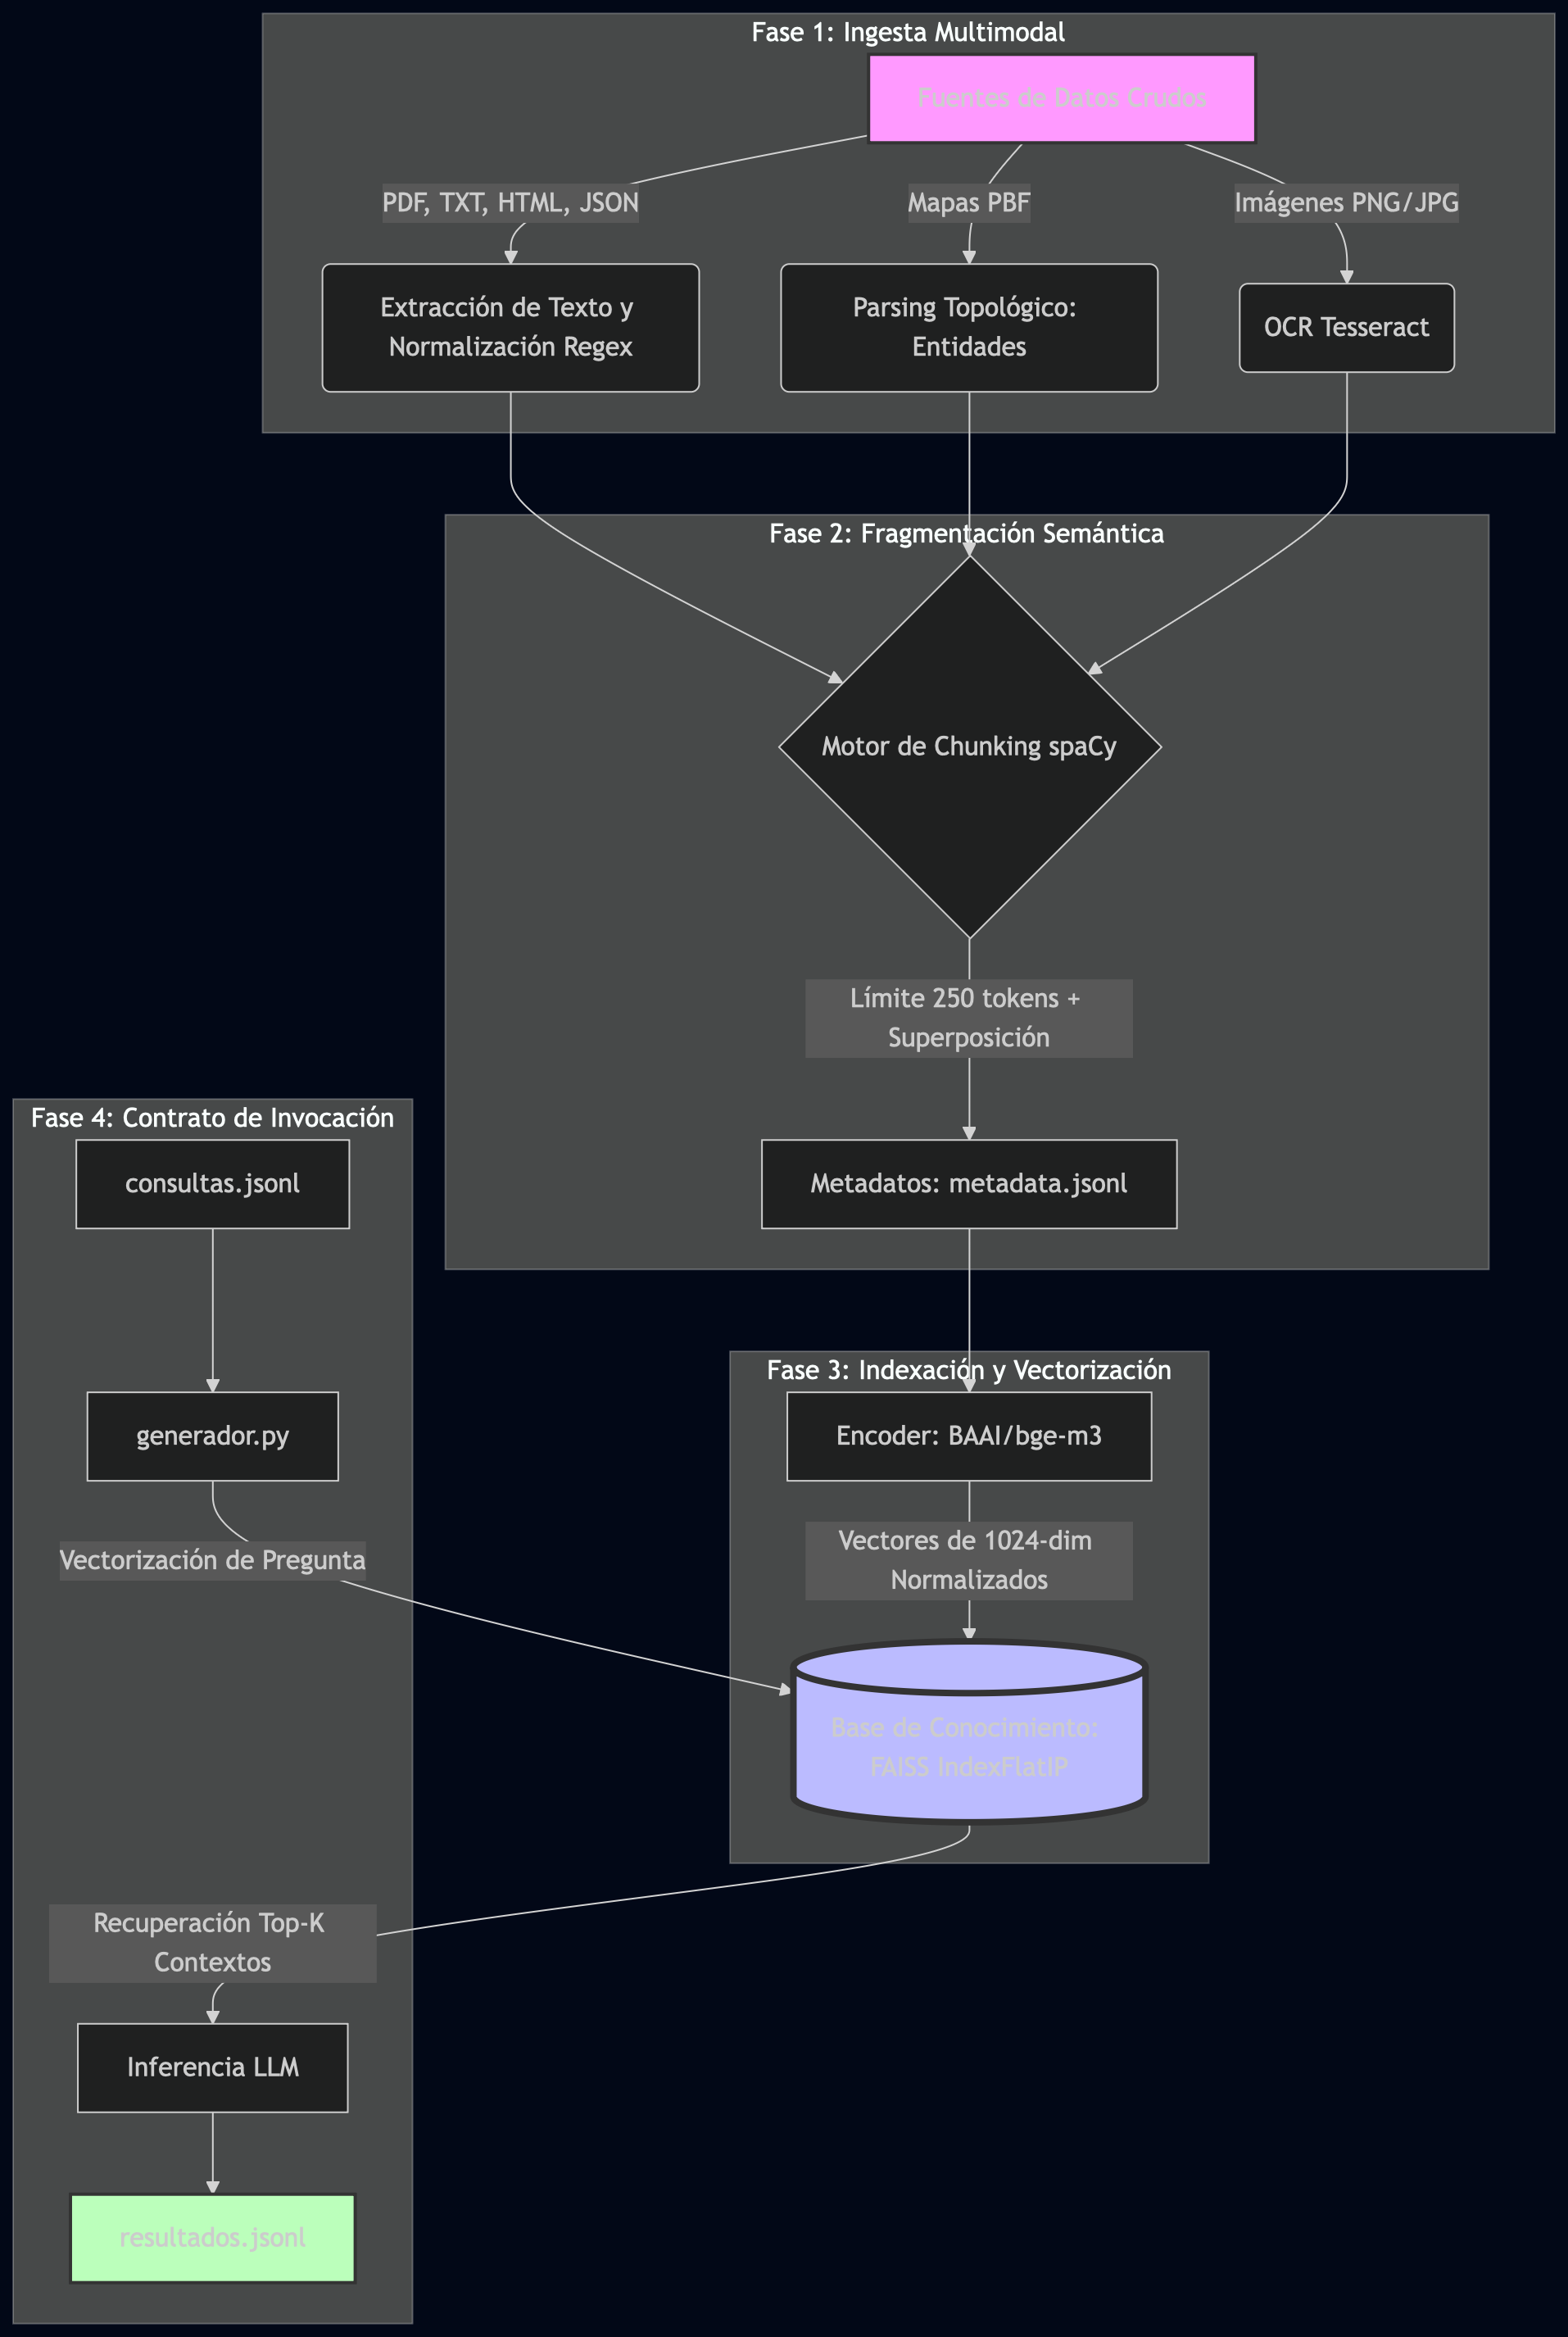 Fase 1: Ingesta Multimodal
Fuentes de Datos Crudos
PDF, TXT, HTML, JSON
Mapas PBF
Imágenes PNG/JPG
Extracción de Texto y
Normalización Regex
Parsing Topológico:
Entidades
OCR Tesseract
Fase 2: Fragmentación Semántica
Motor de Chunking spaCy
Límite 250 tokens +
Superposición
Metadatos: metadata.jsonl
Fase 3: Indexación y Vectorización
Encoder: BAAI/bge-m3
Vectores de 1024-dim
Normalizados
Base de Conocimiento:
FAISS IndexFlatIP
Fase 4: Contrato de Invocación
consultas.jsonl
generador.py
Vectorización de Pregunta
Recuperación Top-K
Contextos
Inferencia LLM
resultados.jsonl